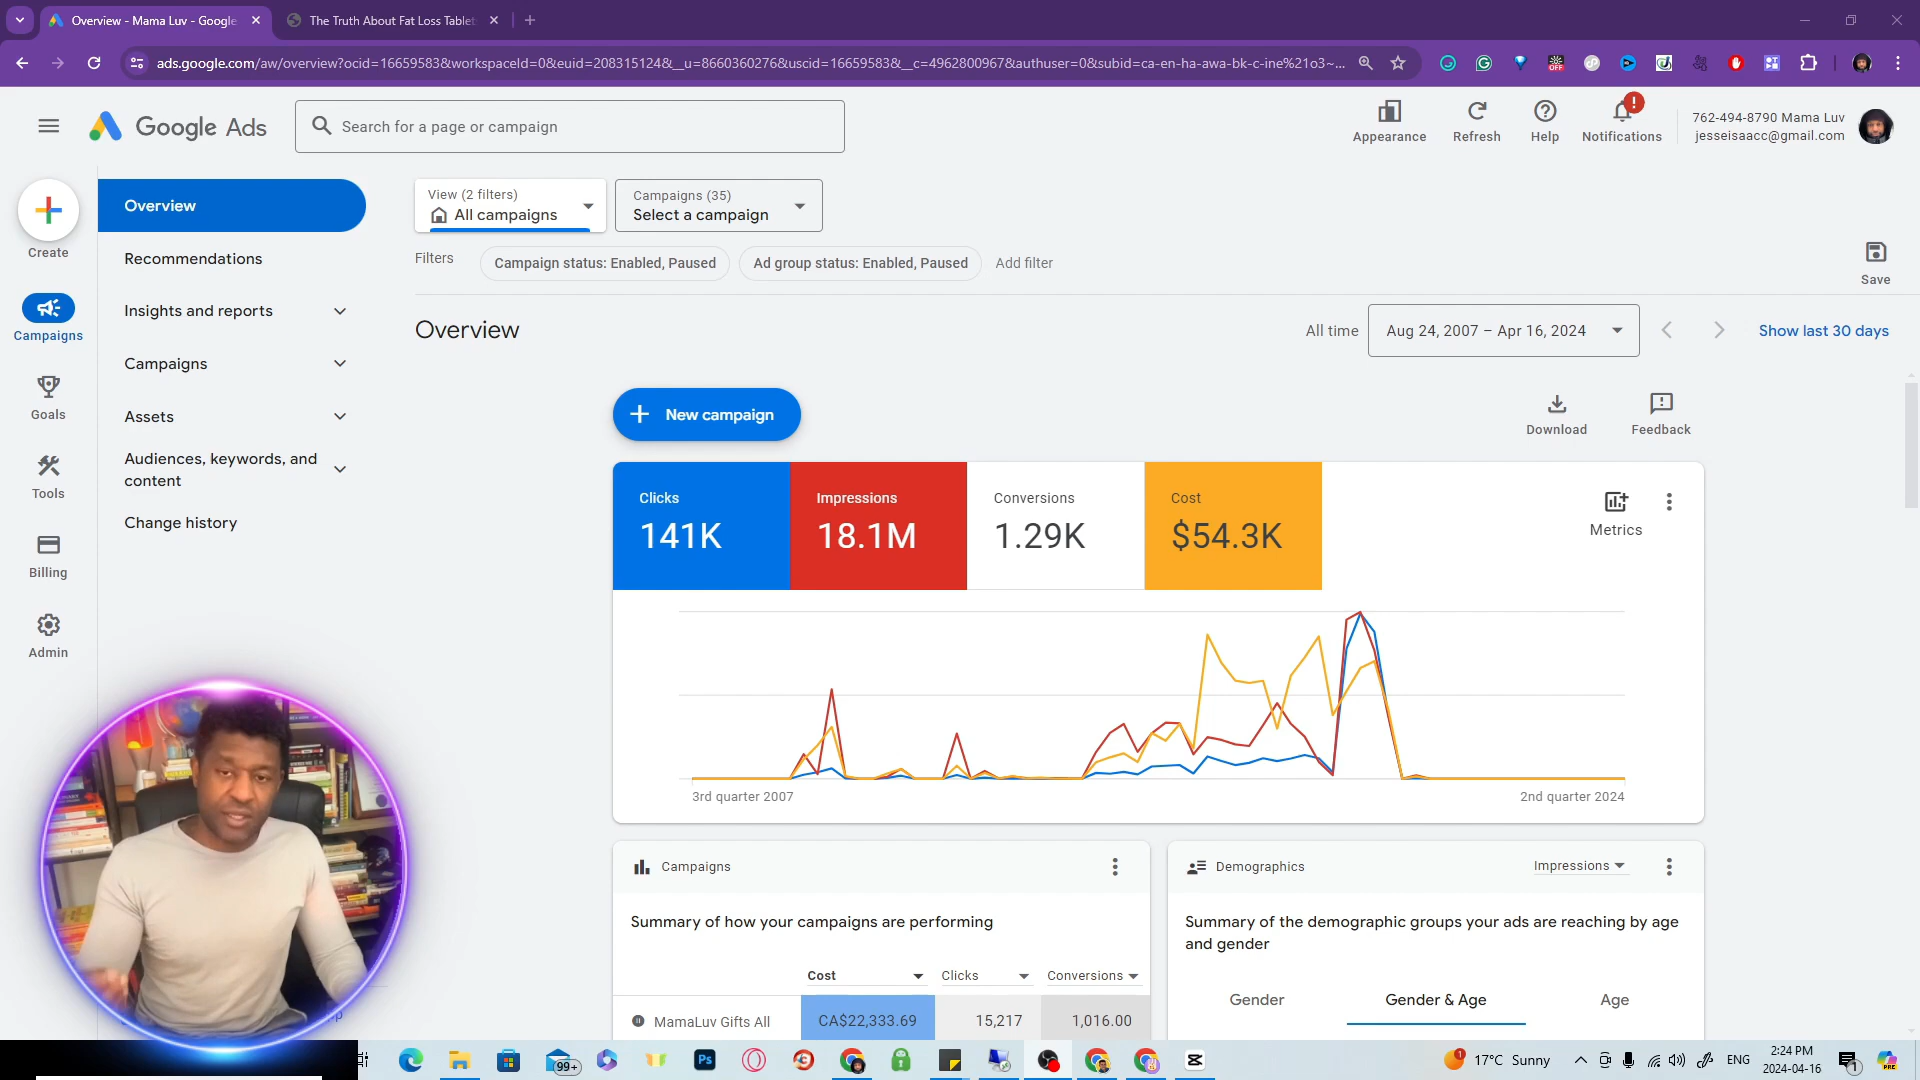 Overview - Mama Luv - Google
The Truth About Fat Loss Tablet
ads.google.com/aw/overview?ocid=16659583&workspaceId=0&euid=208315124&__u=8660360276&uscid=16659583&__c=4962800967&authuser=0&subid=ca-en-ha-awa-bk-c-ine%21o3~...
Google Ads
Search for a page or campaign
Appearance
Refresh
Help
Notifications
762-494-8790 Mama Luv
jesseisaacc@gmail.com
Create
Campaigns
Goals
Tools
Billing
Admin
Overview
Recommendations
Insights and reports
Campaigns
Assets
Audiences, keywords, and
content
Change history
View (2 filters)
All campaigns
Campaigns (35)
Select a campaign
Filters
Campaign status: Enabled, Paused
Ad group status: Enabled, Paused
Add filter
Save
Overview
All time
Aug 24, 2007 – Apr 16, 2024
Show last 30 days
New campaign
Download
Feedback
Clicks
141K
Impressions
18.1M
Conversions
1.29K
Cost
$54.3K
Metrics
3rd quarter 2007
2nd quarter 2024
Campaigns
Summary of how your campaigns are performing
Cost
Clicks
Conversions
MamaLuv Gifts All
CA$22,333.69
15,217
1,016.00
Demographics
Impressions
Summary of the demographic groups your ads are reaching by age
and gender
Gender
Gender & Age
Age
99+
Ps
17°C Sunny
ENG
2:24 PM
2024-04-16